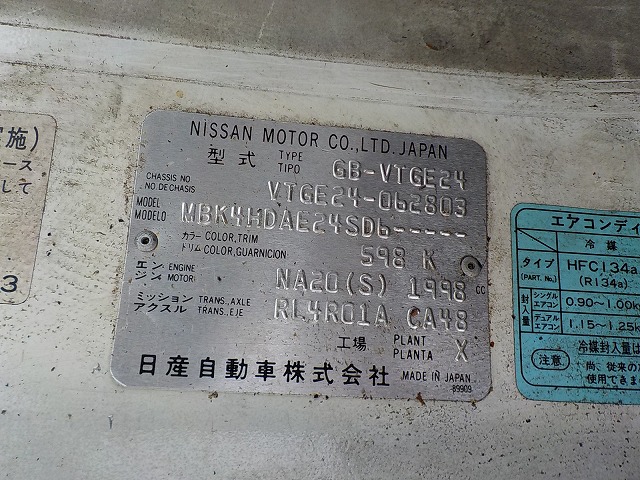 施)
ース
して
3
NISSAN MOTOR CO.,LTD. JAPAN
型式 TYPE TIPO GB-VTGE24
CHASSIS NO. NO. DECHASIS VTGE24-062803
MODEL MODELO MBK4HDAE24SD6-----
カラー COLOR,TRIM
トリム COLOR,GUARNICION 598 K
エンジン ENGINE MOTOR NA20(S) 1998 CC
ミッション TRANS.,AXLE
アクスル TRANS.,EJE RL4R01A CA48
工場 PLANT PLANTA X
日産自動車株式会社 MADE IN JAPAN
89909
エアコンディ
冷媒
タイプ (PART. No.) HFC134a (R134a)
封入量 シングルエアコン 0.90~1.00k
デュアルエアコン 1.15~1.25k
注意 冷媒封入量は
尚、従来の
使用できま